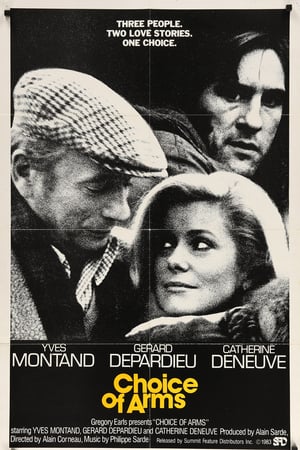 THREE PEOPLE.
TWO LOVE STORIES.
ONE CHOICE.
YVES GERARD CATHERINE
MONTAND DEPARDIEU DENEUVE
Choice
of Arms
Gregory Earls presents "CHOICE OF ARMS"
starring YVES MONTAND, GERARD DEPARDIEU and CATHERINE DENEUVE Produced by Alain Sarde,
Directed by Alain Corneau, Music by Philippe Sarde Released by Summit Feature Distributors Inc. ©1983